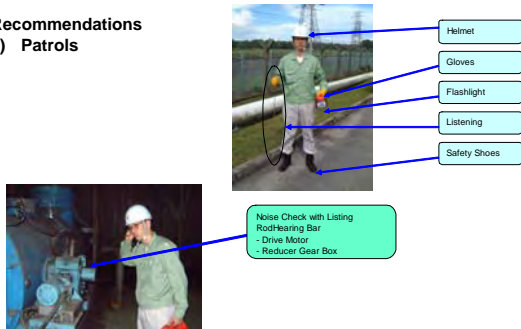 Recommendations
) Patrols
Helmet
Gloves
Flashlight
Listening
Safety Shoes
Noise Check with Listing
RodHearing Bar
- Drive Motor
- Reducer Gear Box